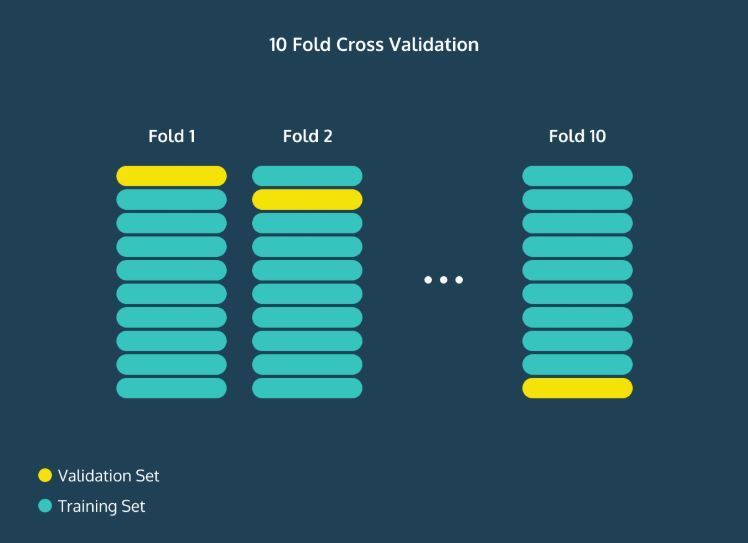 10 Fold Cross Validation
Fold 1
Fold 2
Fold 10
Validation Set
Training Set